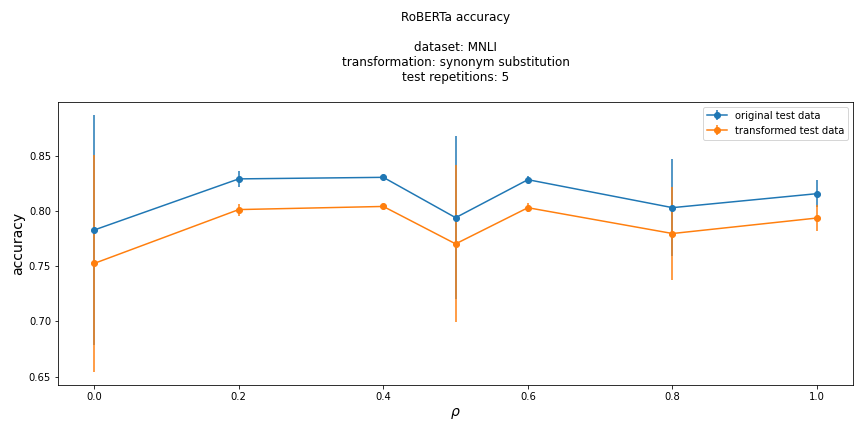 RoBERTa accuracy
dataset: MNLI
transformation: synonym substitution
test repetitions: 5
original test data
transformed test data
accuracy
0.85
0.80
0.75
0.70
0.65
0.0 0.2 0.4 0.6 0.8 1.0
ρ